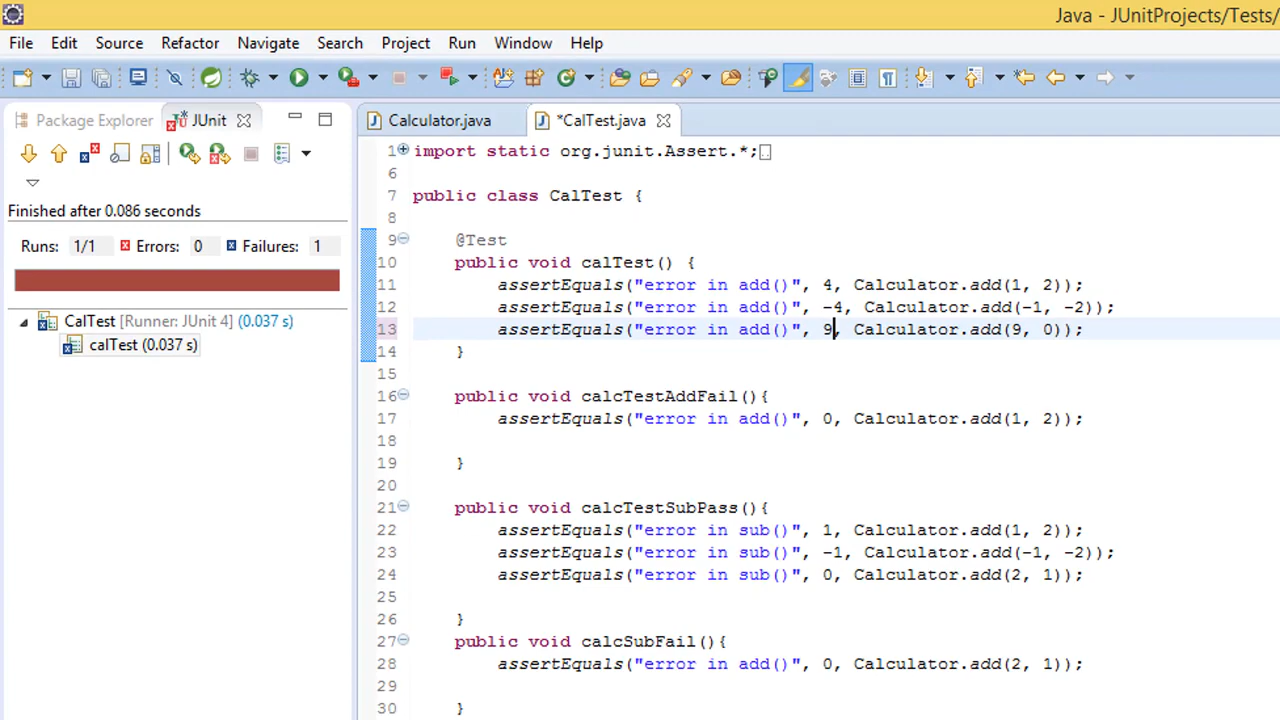 Java - JUnitProjects/Tests/
File Edit Source Refactor Navigate Search Project Run Window Help
Package Explorer JUnit
Finished after 0.086 seconds
Runs: 1/1 Errors: 0 Failures: 1
CalTest [Runner: JUnit 4] (0.037 s)
calTest (0.037 s)
Calculator.java *CalTest.java
1 import static org.junit.Assert.*;
6
7 public class CalTest {
8
9 @Test
10 public void calTest() {
11 assertEquals("error in add()", 4, Calculator.add(1, 2));
12 assertEquals("error in add()", -4, Calculator.add(-1, -2));
13 assertEquals("error in add()", 9, Calculator.add(9, 0));
14 }
15
16 public void calcTestAddFail(){
17 assertEquals("error in add()", 0, Calculator.add(1, 2));
18
19 }
20
21 public void calcTestSubPass(){
22 assertEquals("error in sub()", 1, Calculator.add(1, 2));
23 assertEquals("error in sub()", -1, Calculator.add(-1, -2));
24 assertEquals("error in sub()", 0, Calculator.add(2, 1));
25
26 }
27 public void calcSubFail(){
28 assertEquals("error in add()", 0, Calculator.add(2, 1));
29
30 }